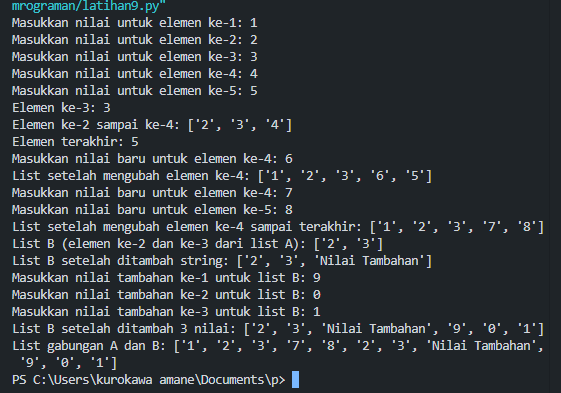 mrograman/latihan9.py"
Masukkan nilai untuk elemen ke-1: 1
Masukkan nilai untuk elemen ke-2: 2
Masukkan nilai untuk elemen ke-3: 3
Masukkan nilai untuk elemen ke-4: 4
Masukkan nilai untuk elemen ke-5: 5
Elemen ke-3: 3
Elemen ke-2 sampai ke-4: ['2', '3', '4']
Elemen terakhir: 5
Masukkan nilai baru untuk elemen ke-4: 6
List setelah mengubah elemen ke-4: ['1', '2', '3', '6', '5']
Masukkan nilai baru untuk elemen ke-4: 7
Masukkan nilai baru untuk elemen ke-5: 8
List setelah mengubah elemen ke-4 sampai terakhir: ['1', '2', '3', '7', '8']
List B (elemen ke-2 dan ke-3 dari list A): ['2', '3']
List B setelah ditambah string: ['2', '3', 'Nilai Tambahan']
Masukkan nilai tambahan ke-1 untuk list B: 9
Masukkan nilai tambahan ke-2 untuk list B: 0
Masukkan nilai tambahan ke-3 untuk list B: 1
List B setelah ditambah 3 nilai: ['2', '3', 'Nilai Tambahan', '9', '0', '1']
List gabungan A dan B: ['1', '2', '3', '7', '8', '2', '3', 'Nilai Tambahan',
'9', '0', '1']
PS C:\Users\kurokawa amane\Documents\p>